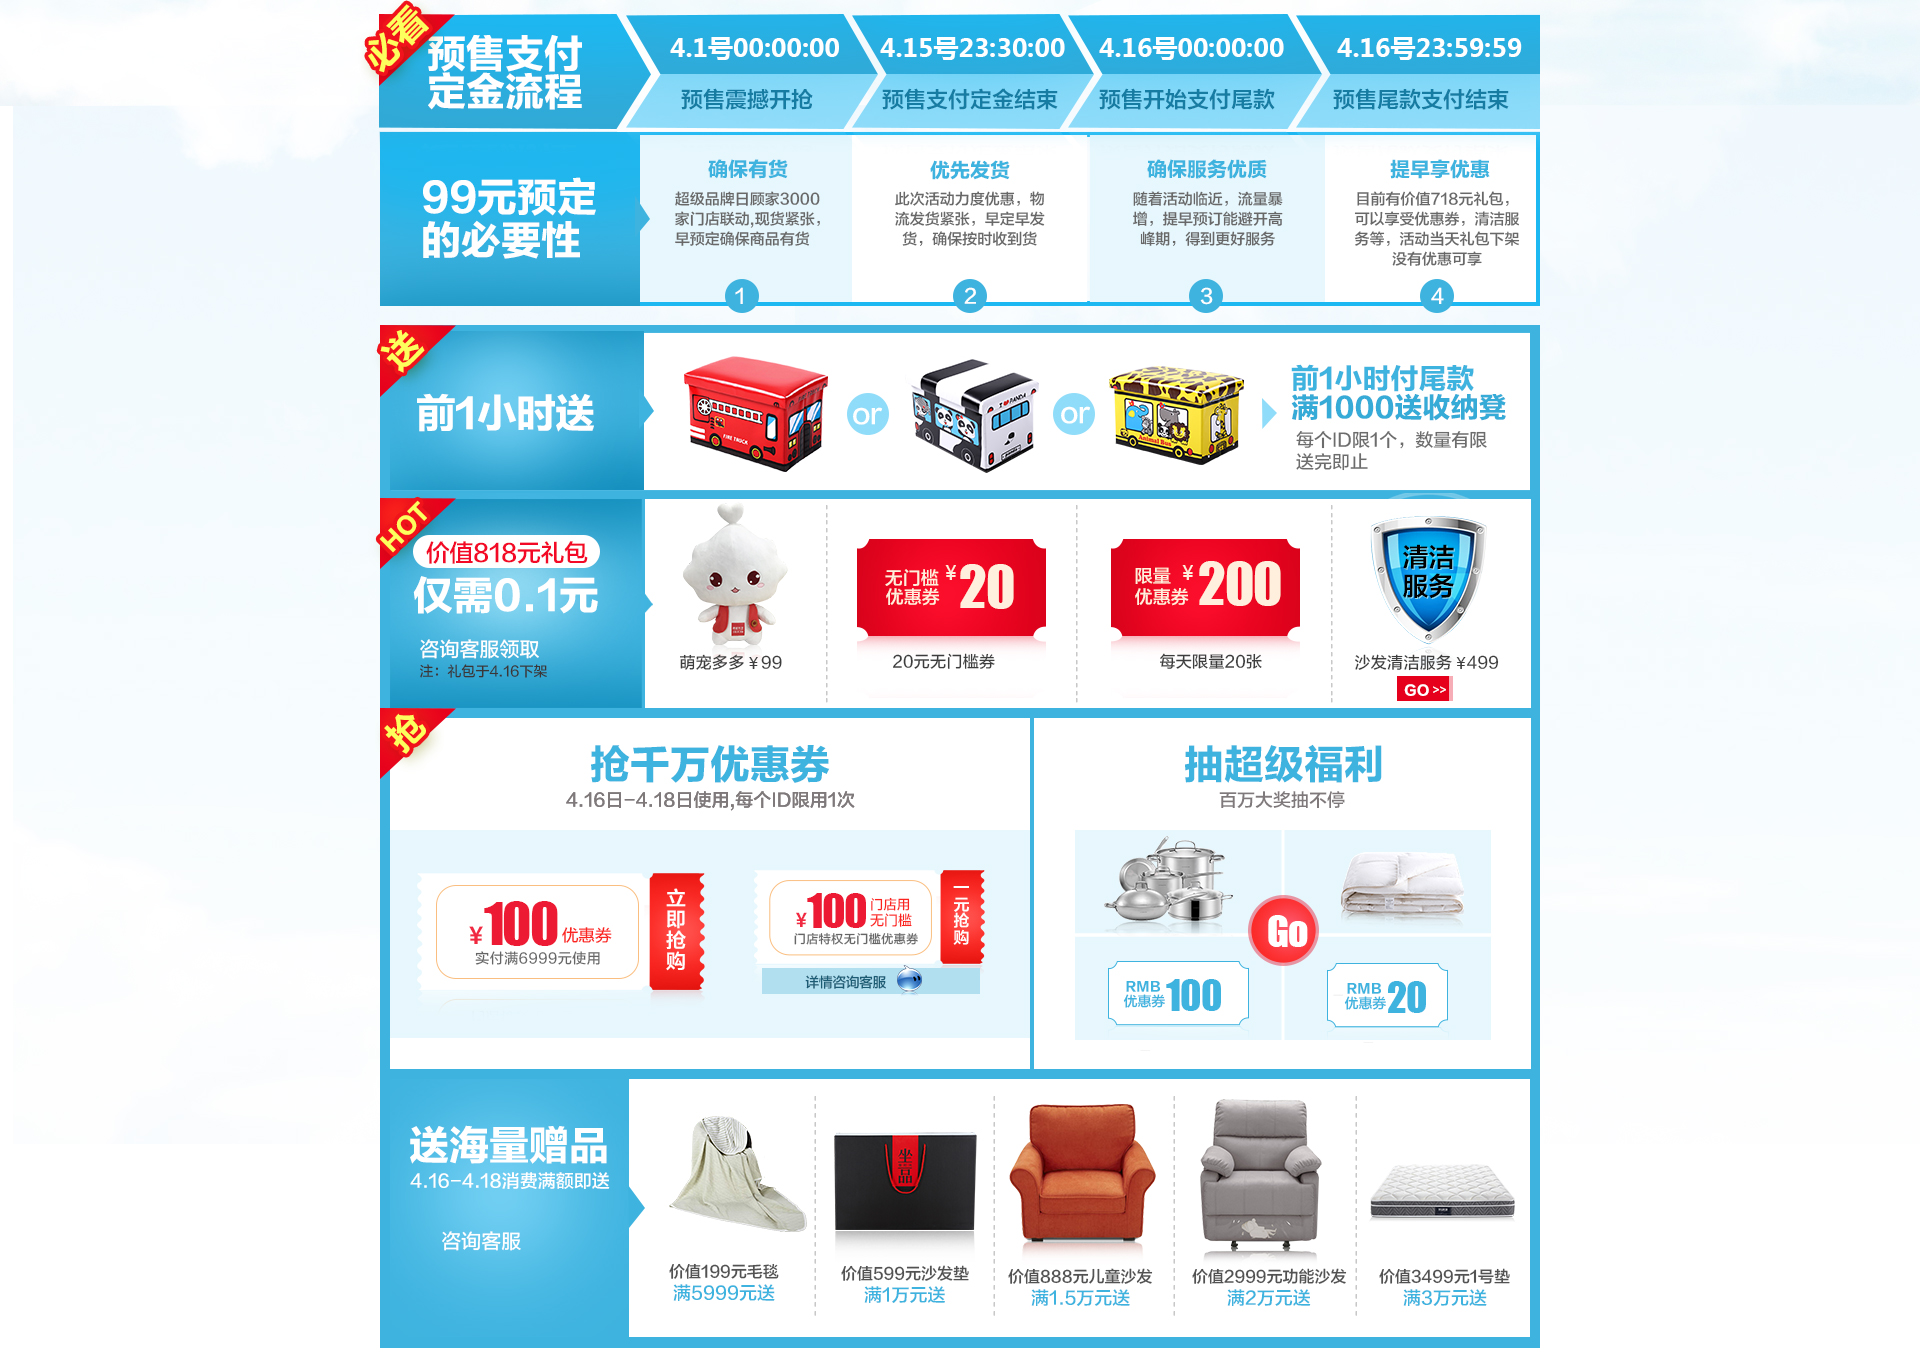 必看
预售支付
定金流程
4.1号00:00:00
预售震撼开抢
4.15号23:30:00
预售支付定金结束
4.16号00:00:00
预售开始支付尾款
4.16号23:59:59
预售尾款支付结束
99元预定
的必要性
确保有货
超级品牌日顾家3000
家门店联动,现货紧张，
早预定确保商品有货
1
优先发货
此次活动力度优惠，物
流发货紧张，早定早发
货，确保按时收到货
2
确保服务优质
随着活动临近，流量暴
增，提早预订能避开高
峰期，得到更好服务
3
提早享优惠
目前有价值718元礼包，
可以享受优惠券，清洁服
务等，活动当天礼包下架
没有优惠可享
4
送
前1小时送
FIRE TRUCK
or
I PANDA
or
Animal Bus
前1小时付尾款
满1000送收纳凳
每个ID限1个，数量有限
送完即止
HOT
价值818元礼包
仅需0.1元
咨询客服领取
注：礼包于4.16下架
萌宠多多 ¥99
无门槛
优惠券
¥20
20元无门槛券
限量
优惠券
¥200
每天限量20张
清洁
服务
沙发清洁服务 ¥499
GO >>
抢
抢千万优惠券
4.16日-4.18日使用,每个ID限用1次
¥100优惠券
实付满6999元使用
立即抢购
¥100
门店用
无门槛
门店特权无门槛优惠券
一元抢购
详情咨询客服
抽超级福利
百万大奖抽不停
Go
RMB
优惠券
100
RMB
优惠券
20
送海量赠品
4.16-4.18消费满额即送
咨询客服
价值199元毛毯
满5999元送
坐品
价值599元沙发垫
满1万元送
价值888元儿童沙发
满1.5万元送
价值2999元功能沙发
满2万元送
价值3499元1号垫
满3万元送